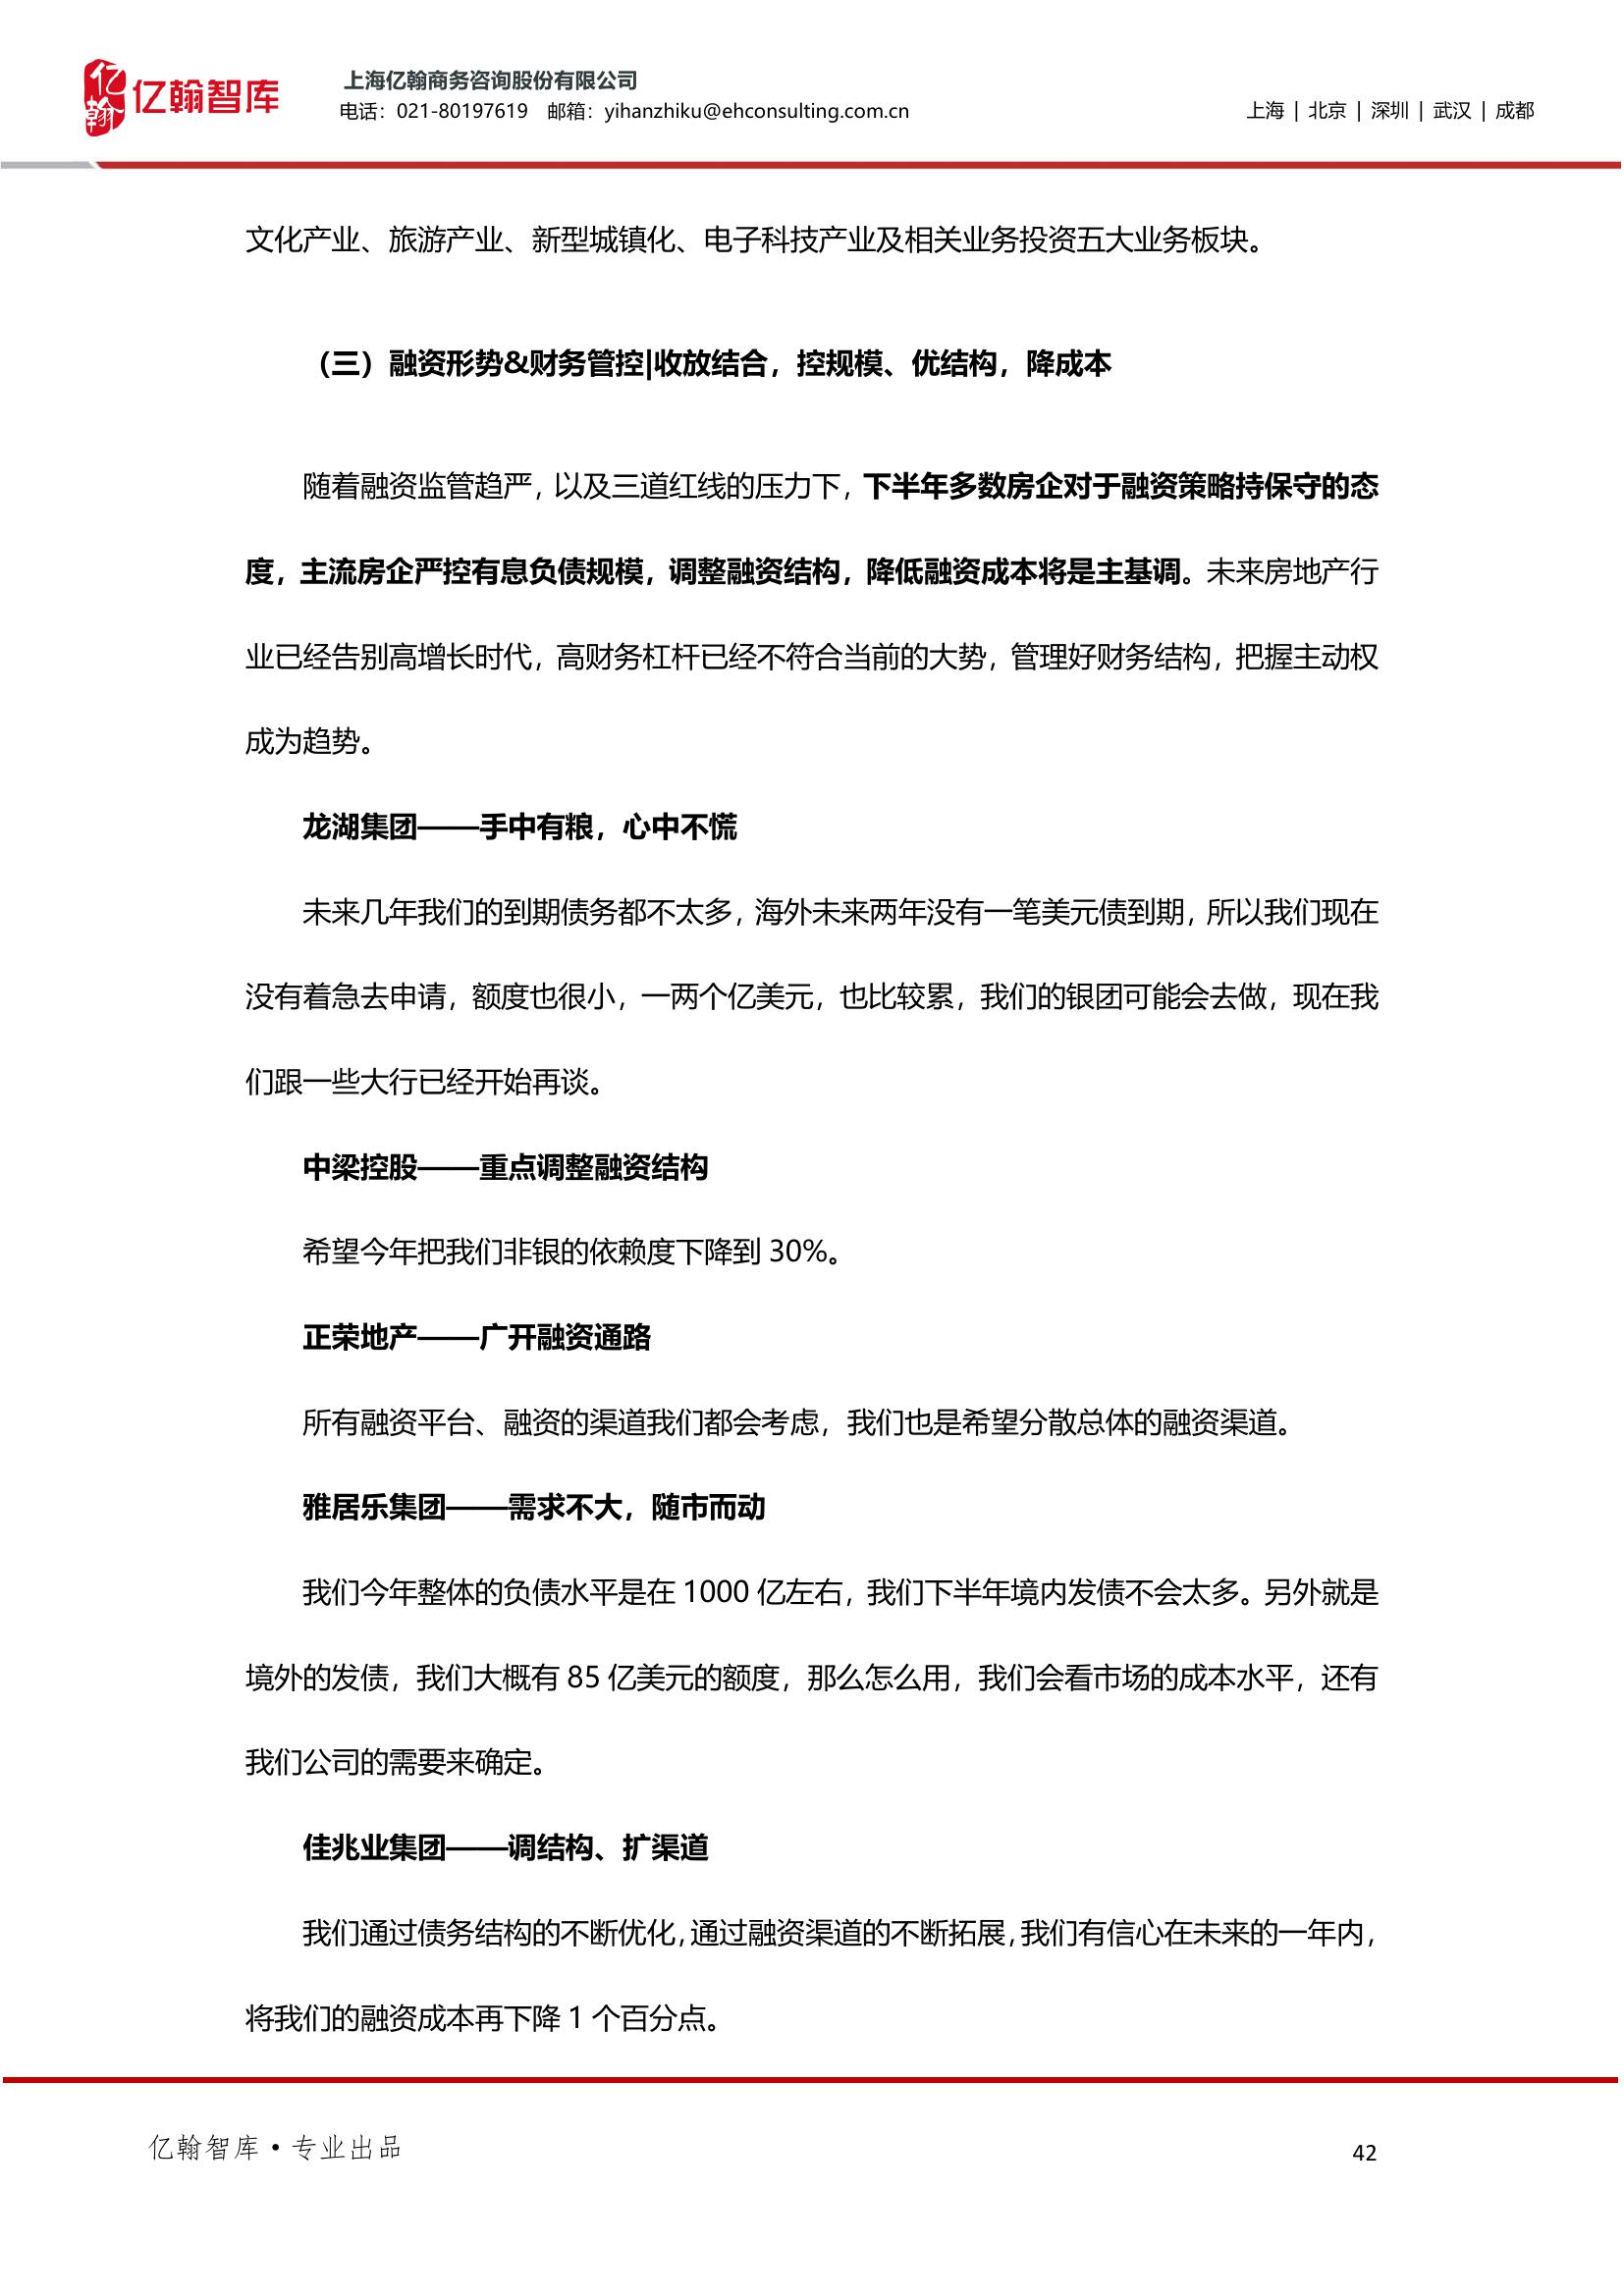 亿翰
亿翰智库
上海亿翰商务咨询股份有限公司
电话：021-80197619 邮箱：yihanzhiku@ehconsulting.com.cn
上海 | 北京 | 深圳 | 武汉 | 成都
文化产业、旅游产业、新型城镇化、电子科技产业及相关业务投资五大业务板块。
（三）融资形势&财务管控|收放结合，控规模、优结构，降成本
随着融资监管趋严，以及三道红线的压力下，下半年多数房企对于融资策略持保守的态
度，主流房企严控有息负债规模，调整融资结构，降低融资成本将是主基调。未来房地产行
业已经告别高增长时代，高财务杠杆已经不符合当前的大势，管理好财务结构，把握主动权
成为趋势。
龙湖集团——手中有粮，心中不慌
未来几年我们的到期债务都不太多，海外未来两年没有一笔美元债到期，所以我们现在
没有着急去申请，额度也很小，一两个亿美元，也比较累，我们的银团可能会去做，现在我
们跟一些大行已经开始再谈。
中梁控股——重点调整融资结构
希望今年把我们非银的依赖度下降到 30%。
正荣地产——广开融资通路
所有融资平台、融资的渠道我们都会考虑，我们也是希望分散总体的融资渠道。
雅居乐集团——需求不大，随市而动
我们今年整体的负债水平是在 1000 亿左右，我们下半年境内发债不会太多。另外就是
境外的发债，我们大概有 85 亿美元的额度，那么怎么用，我们会看市场的成本水平，还有
我们公司的需要来确定。
佳兆业集团——调结构、扩渠道
我们通过债务结构的不断优化，通过融资渠道的不断拓展，我们有信心在未来的一年内，
将我们的融资成本再下降 1 个百分点。
亿翰智库·专业出品
42